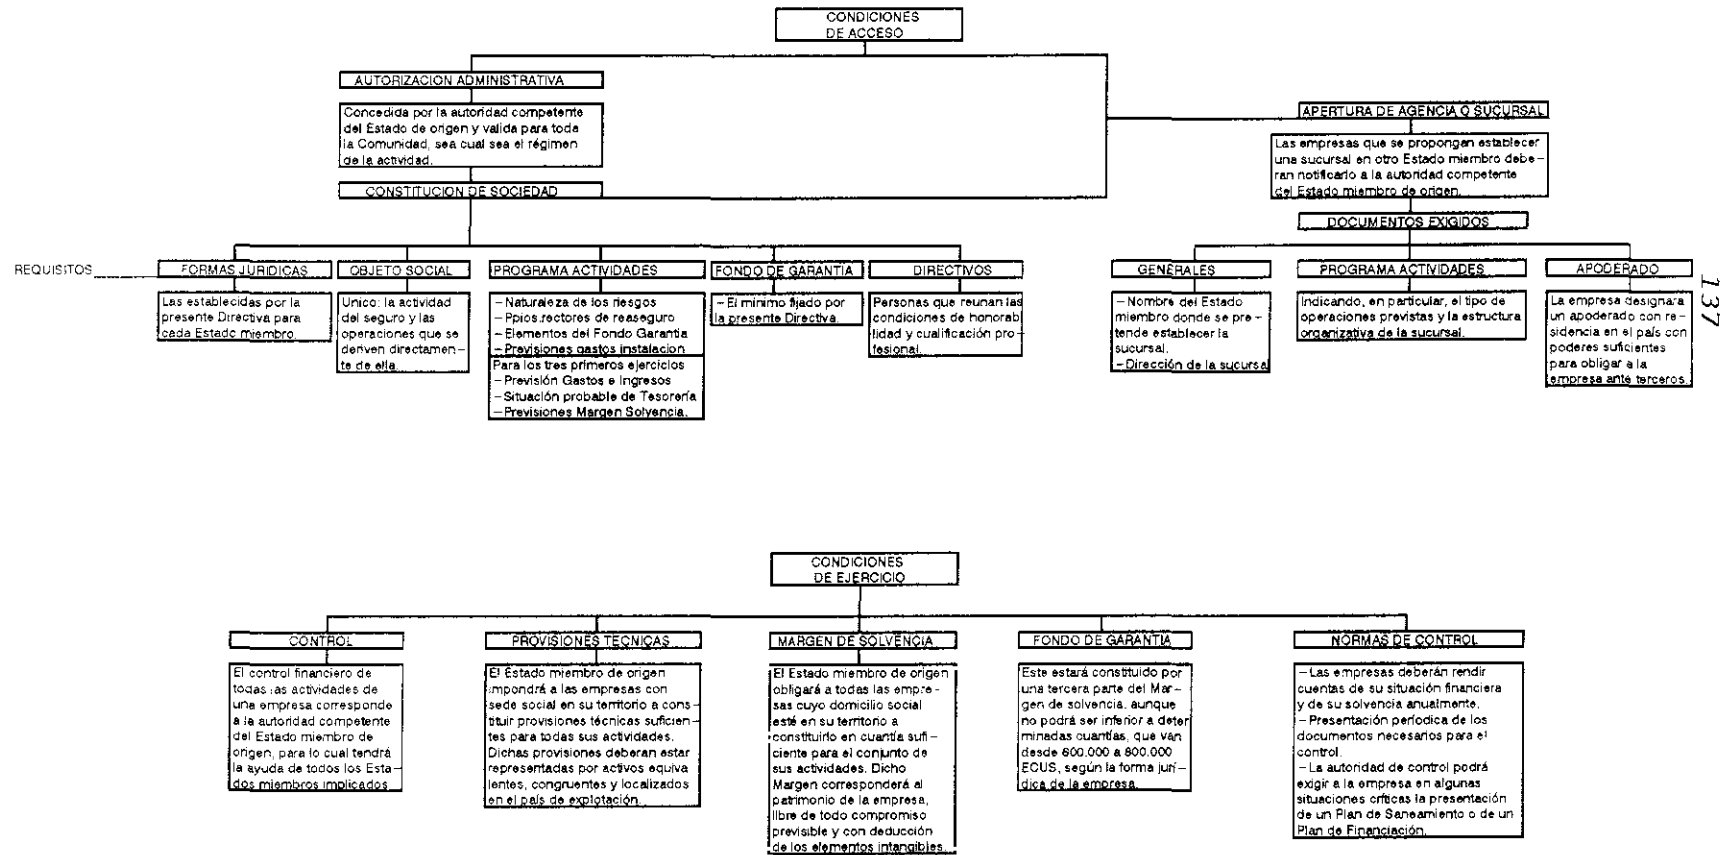 CONDICIONES
DE ACCESO
AUTORIZACION ADMINISTRATIVA
Concedida por la autoridad competente
del Estado de origen y valida para toda
la Comunidad, sea cual sea el régimen
de la actividad.
CONSTITUCION DE SOCIEDAD
APERTURA DE AGENCIA O SUCURSAL
Las empresas que se propongan establecer
una sucursal en otro Estado miembro debe–
ran notificarlo a la autoridad competente
del Estado miembro de origen.
DOCUMENTOS EXIGIDOS
REQUISITOS
FORMAS JURIDICAS
Las establecidas por la
presente Directiva para
cada Estado miembro.
OBJETO SOCIAL
Unico: la actividad
del seguro y las
operaciones que se
deriven directamen–
te de ella.
PROGRAMA ACTIVIDADES
– Naturaleza de los riesgos
– Ppios.rectores de reaseguro
– Elementos del Fondo Garantia
– Previsiones gastos instalacion
Para los tres primeros ejercicios
– Previsión Gastos e Ingresos
– Situación probable de Tesorería
– Previsiones Margen Solvencia.
FONDO DE GARANTIA
– El mínimo fijado por
la presente Directiva.
DIRECTIVOS
Personas que reunan las
condiciones de honorab
ilidad y cualificación pro–
fesional.
GENERALES
– Nombre del Estado
miembro donde se pre–
tende establecer la
sucursal.
– Dirección de la sucursal
PROGRAMA ACTIVIDADES
Indicando, en particular, el tipo de
operaciones previstas y la estructura
organizativa de la sucursal.
APODERADO
La empresa designara
un apoderado con re–
sidencia en el país con
poderes suficientes
para obligar a la
empresa ante terceros.
137
CONDICIONES
DE EJERCICIO
CONTROL
El control financiero de
todas las actividades de
una empresa corresponde
a la autoridad competente
del Estado miembro de
origen, para lo cual tendrá
la ayuda de todos los Esta–
dos miembros implicados
PROVISIONES TECNICAS
El Estado miembro de origen
impondrá a las empresas con
sede social en su territorio a cons–
tituir provisiones técnicas suficien–
tes para todas sus actividades.
Dichas provisiones deberan estar
representadas por activos equiva
lentes, congruentes y localizados
en el país de explotación.
MARGEN DE SOLVENCIA
El Estado miembro de origen
obligará a todas las empre–
sas cuyo domicilio social
esté en su territorio a
constituirlo en cuantía sufi–
ciente para el conjunto de
sus actividades. Dicho
Margen corresponderá al
patrimonio de la empresa,
libre de todo compromiso
previsible y con deducción
de los elementos intangibles.
FONDO DE GARANTIA
Este estará constituido por
una tercera parte del Mar–
gen de solvencia, aunque
no podrá ser inferior a deter
minadas cuantías, que van
desde 600.000 a 800.000
ECUS, según la forma jurí–
dica de la empresa.
NORMAS DE CONTROL
– Las empresas deberán rendir
cuentas de su situación financiera
y de su solvencia anualmente.
– Presentación períodica de los
documentos necesarios para el
control.
– La autoridad de control podrá
exigir a la empresa en algunas
situaciones críticas la presentación
de un Plan de Saneamiento o de un
Plan de Financiación.